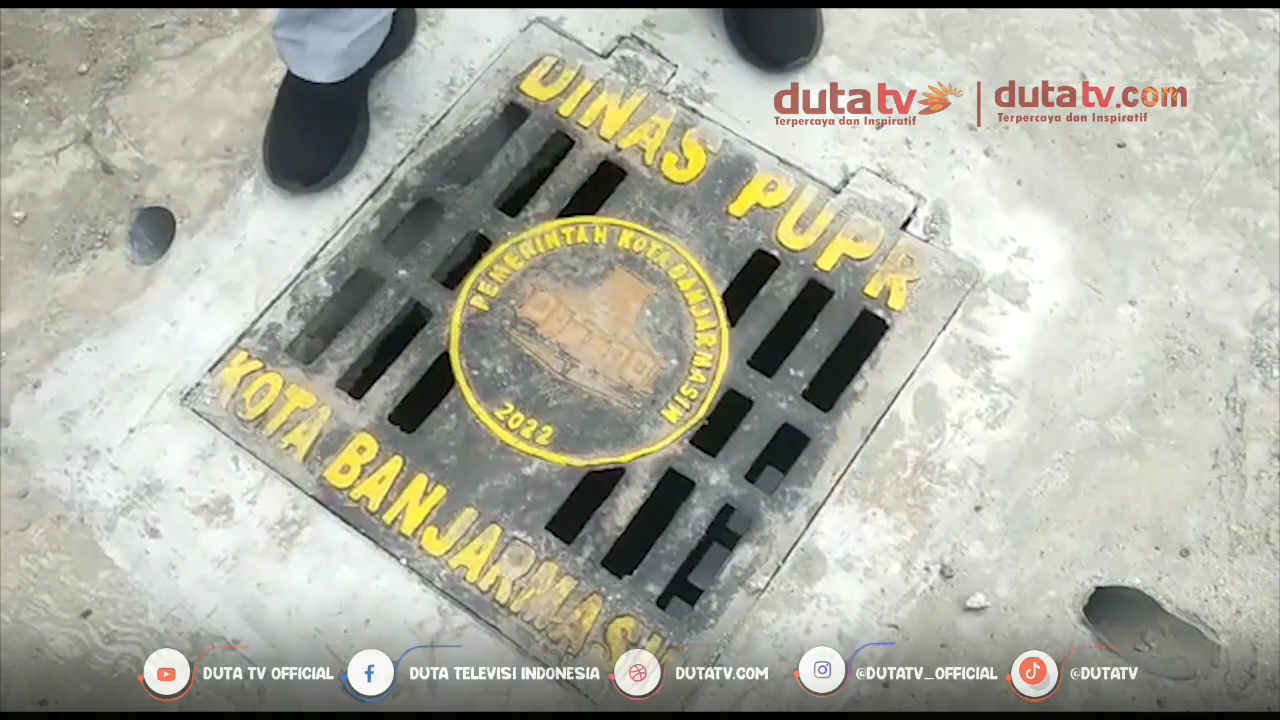 dutatv
Terpercaya dan Inspiratif
dutatv.com
Terpercaya dan Inspiratif
DINAS PUPR
PEMERINTAH KOTA BANJARMASIN
2022
KOTA BANJARMASIN
DUTA TV OFFICIAL
DUTA TELEVISI INDONESIA
DUTATV.COM
@DUTATV_OFFICIAL
@DUTATV